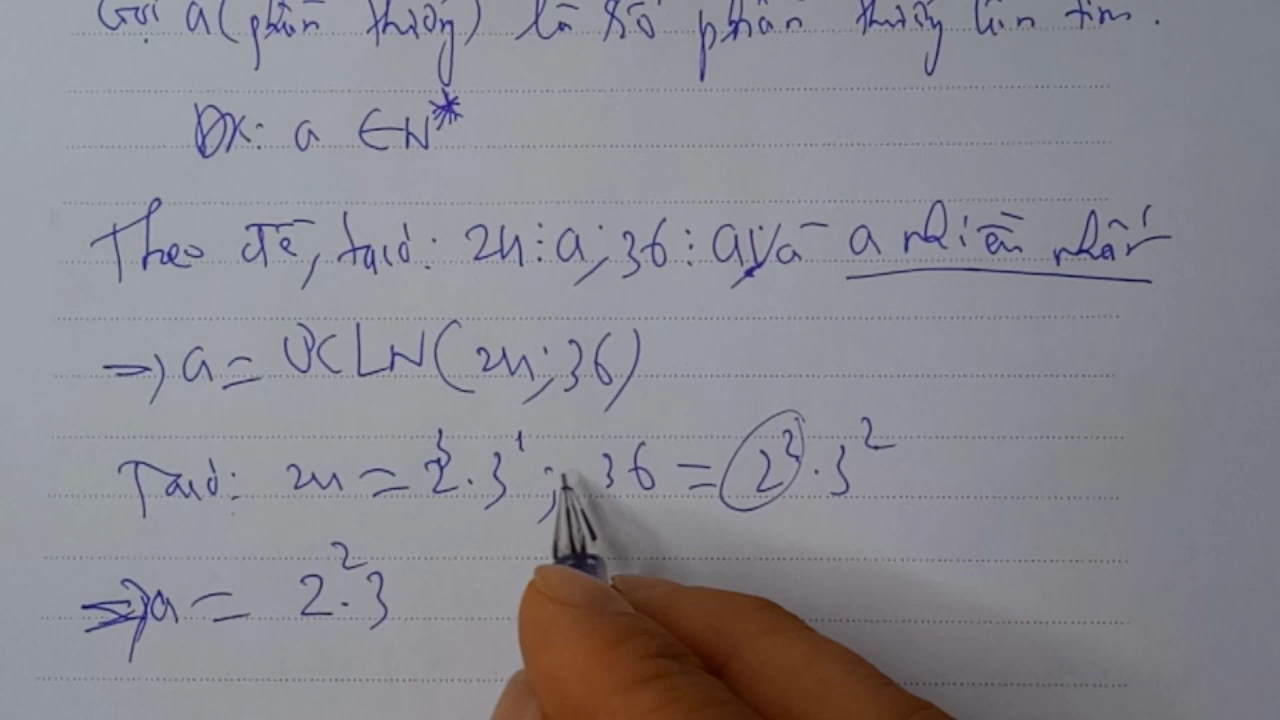 Gọi a (phần thưởng) là số phần thưởng cần tìm.
ĐK: a ∈ N*
Theo đề, ta có: 24 ⋮ a; 36 ⋮ a và a nhiều nhất
=> a = ƯCLN(24; 36)
Ta có: 24 = 2³.3¹; 36 = 2².3²
=> a = 2².3